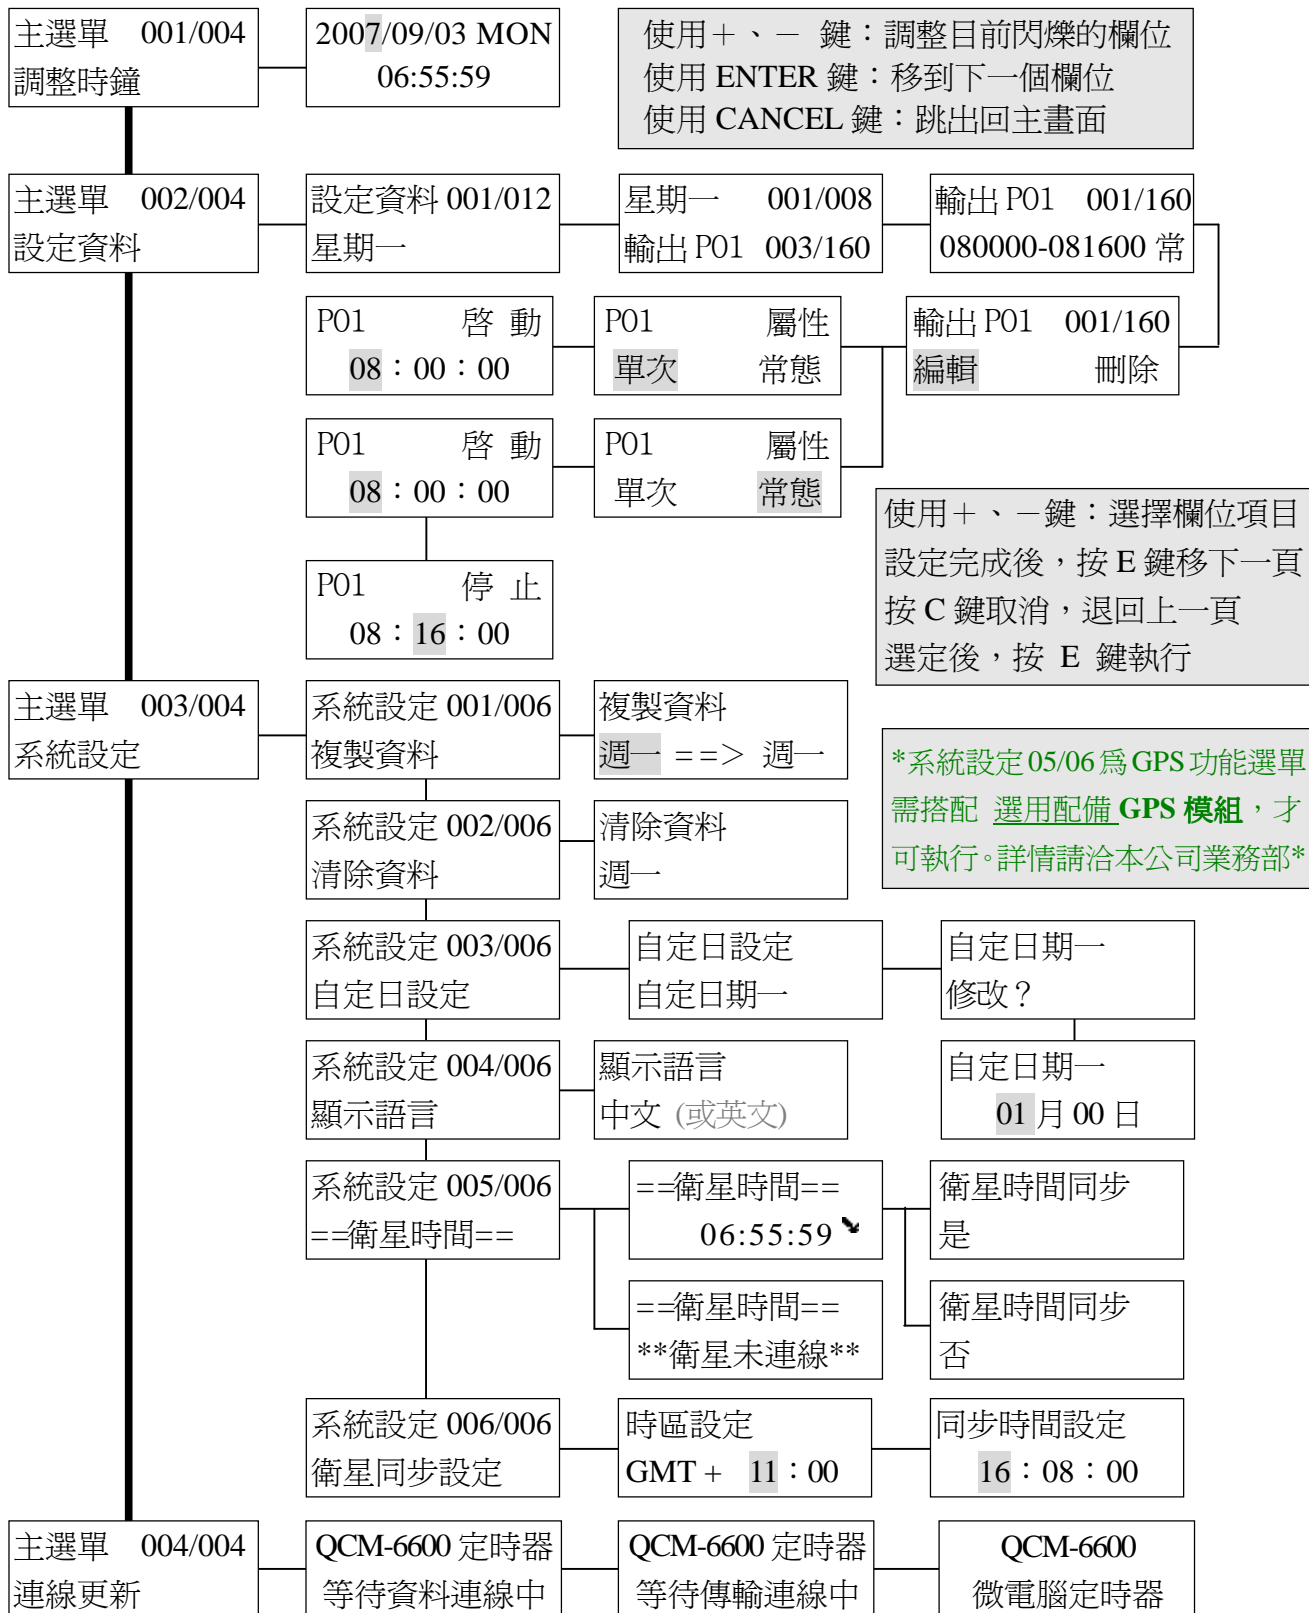 主選單 001/004
調整時鐘
2007/09/03 MON
06:55:59
使用＋、－ 鍵：調整目前閃爍的欄位
使用 ENTER 鍵：移到下一個欄位
使用 CANCEL 鍵：跳出回主畫面
主選單 002/004
設定資料
設定資料 001/012
星期一
星期一 001/008
輸出 P01 003/160
輸出 P01 001/160
080000-081600 常
P01 啓 動
08：00：00
P01 屬性
單次 常態
輸出 P01 001/160
編輯 刪除
P01 啓 動
08：00：00
P01 屬性
單次 常態
使用＋、－鍵：選擇欄位項目
設定完成後，按 E 鍵移下一頁
按 C 鍵取消，退回上一頁
選定後，按 E 鍵執行
P01 停 止
08：16：00
主選單 003/004
系統設定
系統設定 001/006
複製資料
複製資料
週一 ==> 週一
*系統設定 05/06 爲 GPS 功能選單
需搭配 選用配備 GPS 模組，才
可執行。詳情請洽本公司業務部*
系統設定 002/006
清除資料
清除資料
週一
系統設定 003/006
自定日設定
自定日設定
自定日期一
自定日期一
修改？
系統設定 004/006
顯示語言
顯示語言
中文 (或英文)
自定日期一
01 月 00 日
系統設定 005/006
==衛星時間==
==衛星時間==
06:55:59
衛星時間同步
是
==衛星時間==
**衛星未連線**
衛星時間同步
否
系統設定 006/006
衛星同步設定
時區設定
GMT + 11：00
同步時間設定
16：08：00
主選單 004/004
連線更新
QCM-6600 定時器
等待資料連線中
QCM-6600 定時器
等待傳輸連線中
QCM-6600
微電腦定時器